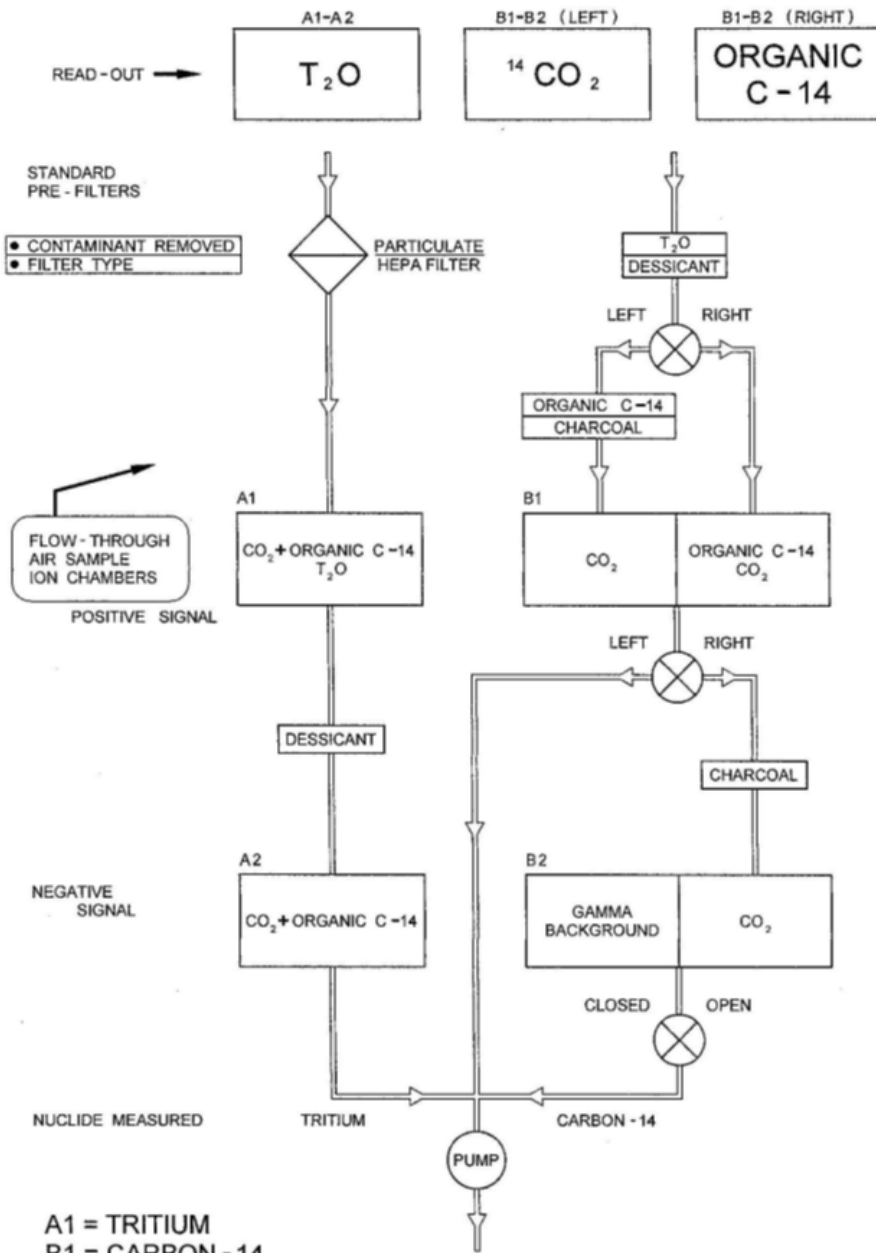 A1-A2
B1-B2 (LEFT)
B1-B2 (RIGHT)
READ-OUT
T₂O
¹⁴CO₂
ORGANIC
C-14
STANDARD
PRE-FILTERS
• CONTAMINANT REMOVED
• FILTER TYPE
PARTICULATE
HEPA FILTER
T₂O
DESSICANT
LEFT
RIGHT
ORGANIC C-14
CHARCOAL
FLOW-THROUGH
AIR SAMPLE
ION CHAMBERS
POSITIVE SIGNAL
A1
CO₂+ORGANIC C-14
T₂O
B1
CO₂
ORGANIC C-14
CO₂
LEFT
RIGHT
DESSICANT
CHARCOAL
NEGATIVE
SIGNAL
A2
CO₂+ORGANIC C-14
B2
GAMMA
BACKGROUND
CO₂
CLOSED
OPEN
NUCLIDE MEASURED
TRITIUM
CARBON-14
PUMP
A1 = TRITIUM
B1 = CARBON-14